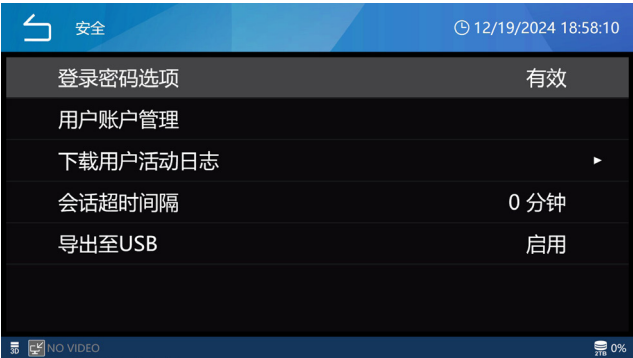 安全 12/19/2024 18:58:10
登录密码选项 有效
用户账户管理
下载用户活动日志
会话超时间隔 0 分钟
导出至USB 启用
3D NO VIDEO 2TB 0%